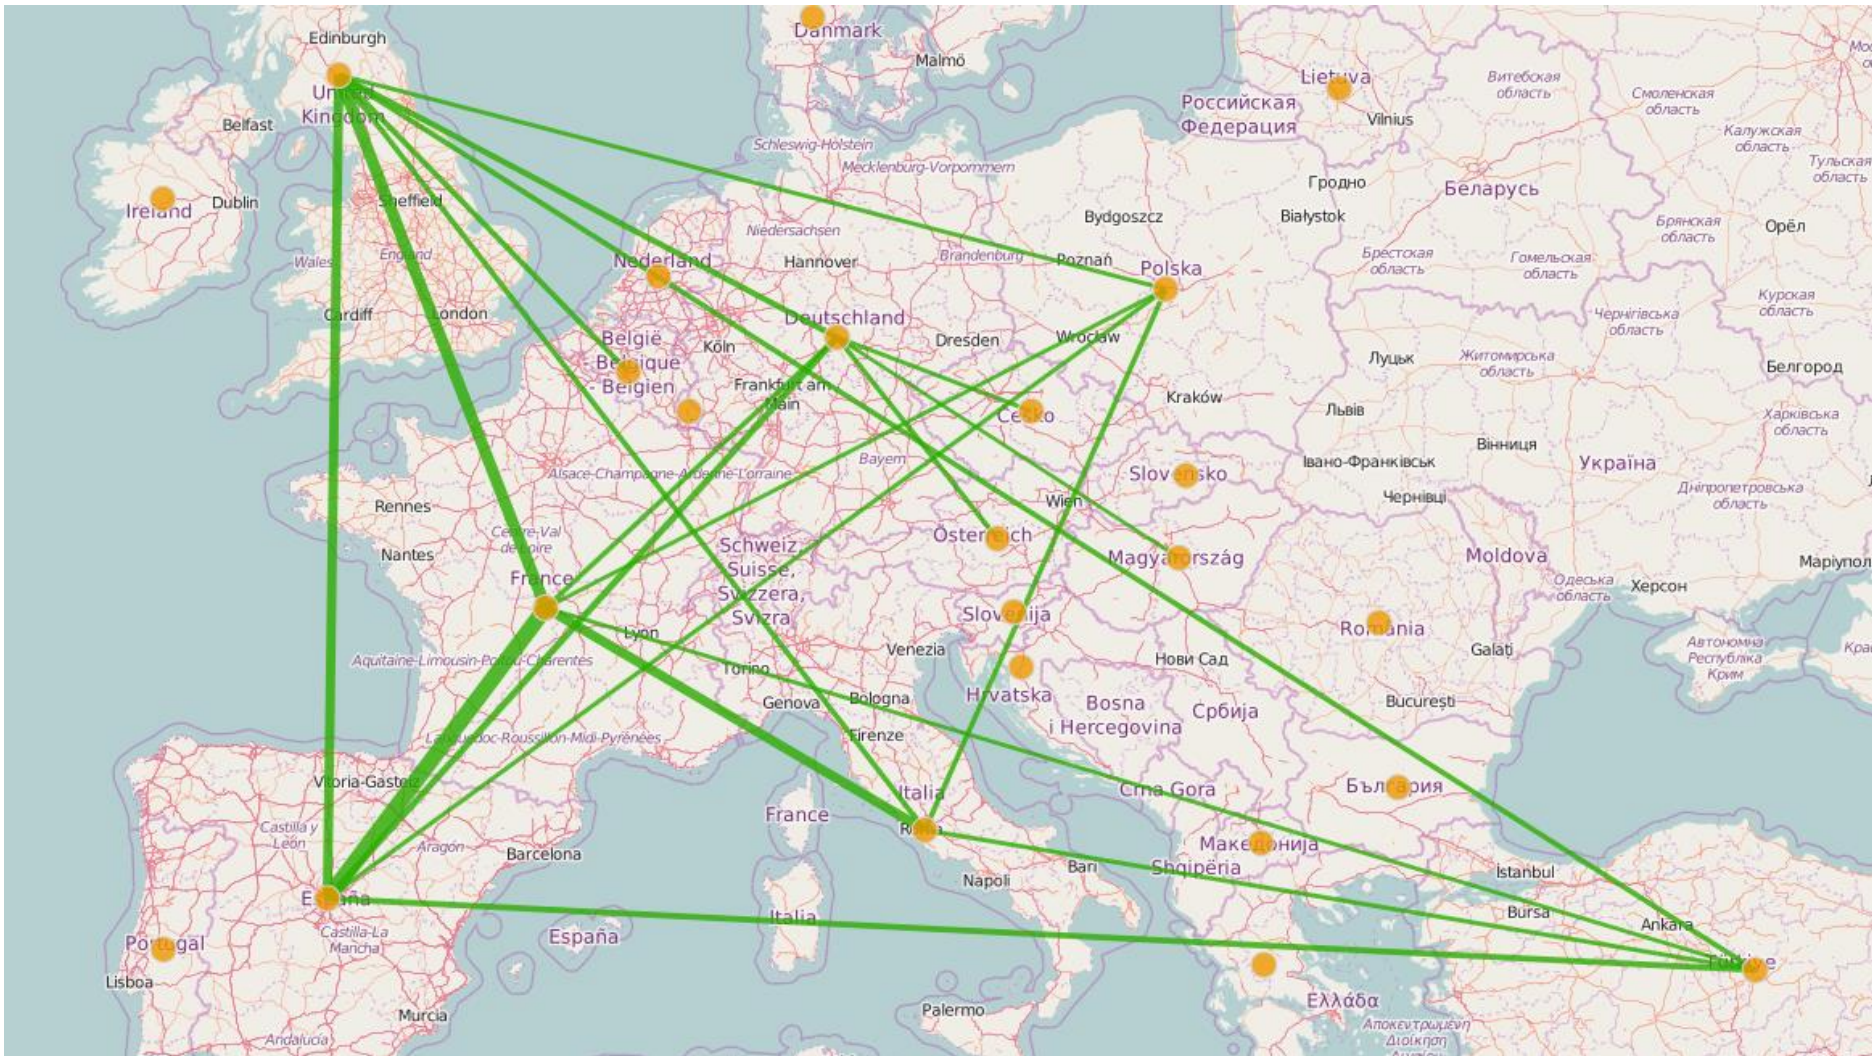 Edinburgh
Danmark
Malmö
Lietuva
Витебская
область
Смоленская
область
Российская
Федерация
Vilnius
United
Kingdom
Belfast
Калужская
область
Schleswig-Holstein
Mecklenburg-Vorpommern
Тульская
область
Гродно
Беларусь
Ireland
Dublin
Sheffield
Bydgoszcz
Białystok
Брянская
область
Орёл
Niedersachsen
England
Wales
Nederland
Hannover
Brandenburg
Poznań
Polska
Брестская
область
Гомельская
область
Курская
область
Cardiff
London
Deutschland
Чернігівська
область
België
- Belgique
- Belgien
Köln
Dresden
Wrocław
Луцьк
Житомирська
область
Белгород
Frankfurt am
Main
Kraków
Львів
Česko
Харківська
область
Вінниця
Alsace-Champagne-Ardenne-Lorraine
Bayern
Slovensko
Івано-Франківськ
Україна
Rennes
Wien
Чернівці
Дніпропетровська
область
Centre-Val
de Loire
Nantes
Schweiz,
Suisse,
Svizzera,
Svizra
Österreich
Magyarország
Moldova
France
Одеська
область
Херсон
Slovenija
România
Lyon
Venezia
Нови Сад
Galați
Автономна
Республіка
Крим
Aquitaine-Limousin-Poitou-Charentes
Torino
Genova
Bologna
Hrvatska
Bosna
i Hercegovina
Србија
București
Languedoc-Roussillon-Midi-Pyrénées
Firenze
Vitoria-Gasteiz
Italia
Crna Gora
България
France
Roma
Castilla y
León
Aragón
Barcelona
Македонија
Shqipëria
Bari
Napoli
İstanbul
España
Bursa
Ankara
Italia
España
Castilla-La
Mancha
Portugal
Türkiye
Lisboa
Ελλάδα
Palermo
Murcia
Andalucía
Αποκεντρωμένη
Διοίκηση